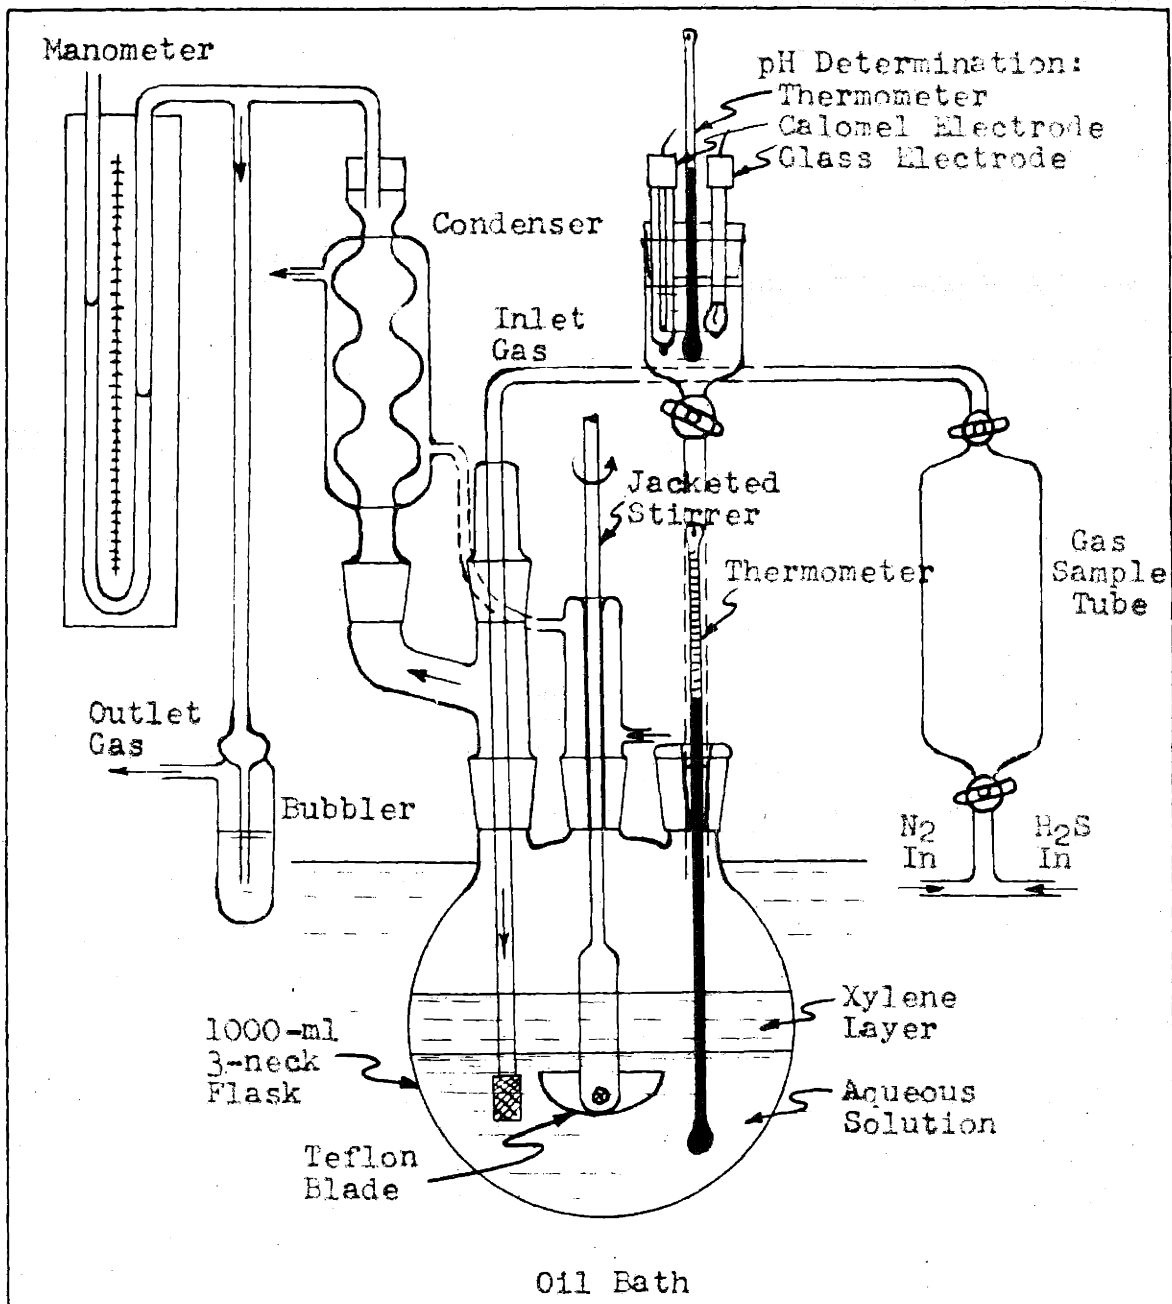 Manometer
pH Determination:
Thermometer
Calomel Electrode
Glass Electrode
Condenser
Inlet
Gas
Jacketed
Stirrer
Thermometer
Gas
Sample
Tube
Outlet
Gas
Bubbler
N2
In
H2S
In
Xylene
Layer
1000-ml
3-neck
Flask
Aqueous
Solution
Teflon
Blade
Oil Bath